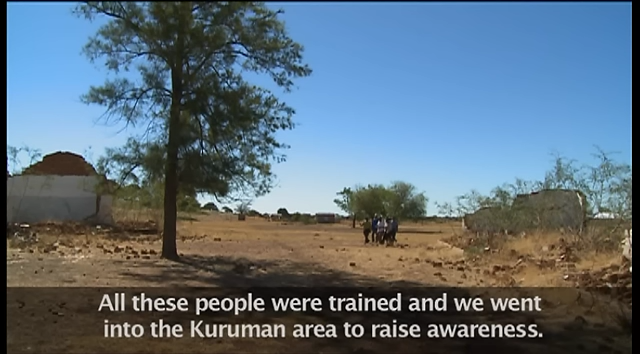 All these people were trained and we went
into the Kuruman area to raise awareness.